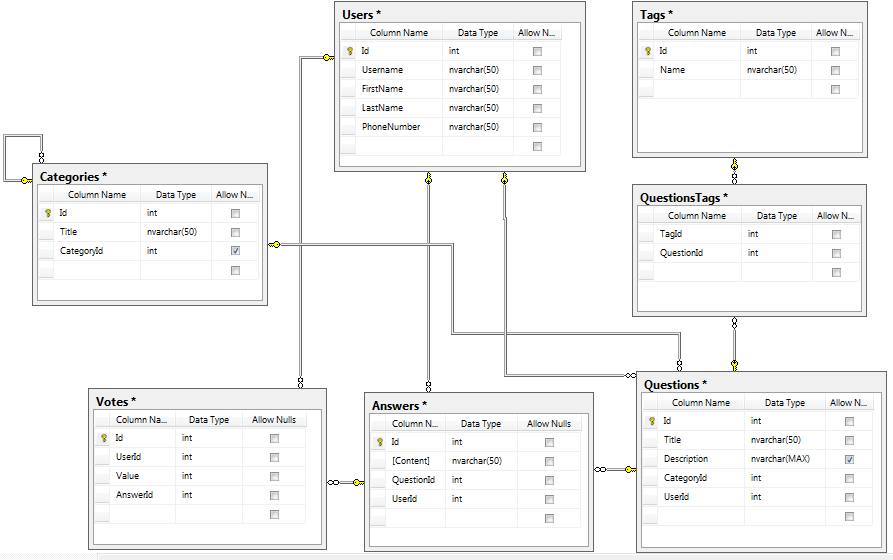 Users *
Column Name Data Type Allow N...
Id int
Username nvarchar(50)
FirstName nvarchar(50)
LastName nvarchar(50)
PhoneNumber nvarchar(50)
Tags *
Column Name Data Type Allow N...
Id int
Name nvarchar(50)
Categories *
Column Name Data Type Allow N...
Id int
Title nvarchar(50)
CategoryId int
QuestionsTags *
Column Name Data Type Allow N...
TagId int
QuestionId int
Votes *
Column Na... Data Type Allow Nulls
Id int
UserId int
Value int
AnswerId int
Answers *
Column N... Data Type Allow Nulls
Id int
[Content] nvarchar(50)
QuestionId int
UserId int
Questions *
Column Name Data Type Allow N...
Id int
Title nvarchar(50)
Description nvarchar(MAX)
CategoryId int
UserId int